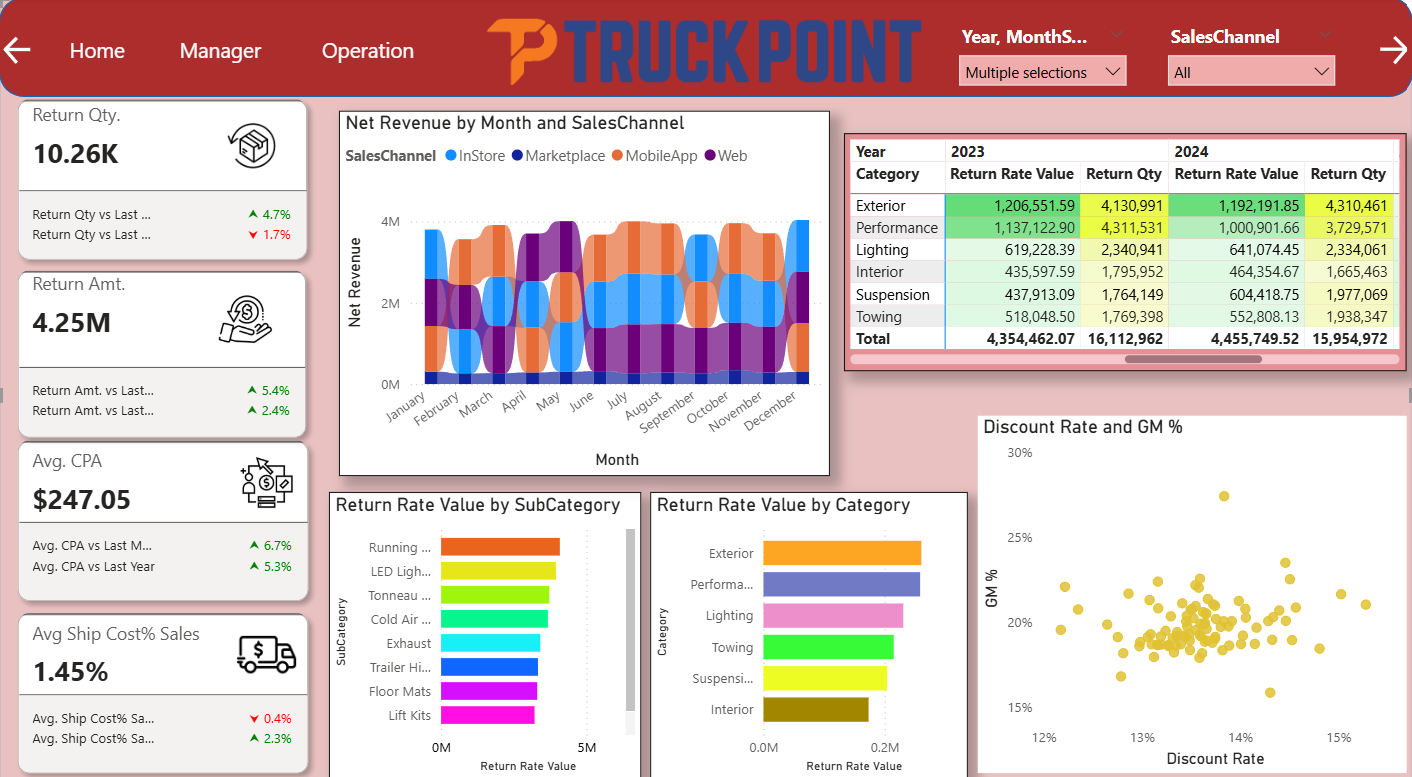 Home Manager Operation
TP TRUCKPOINT
Year, MonthS... SalesChannel
Multiple selections All
Return Qty.
10.26K
Return Qty vs Last ... 4.7%
Return Qty vs Last ... 1.7%
Return Amt.
4.25M
Return Amt. vs Last... 5.4%
Return Amt. vs Last... 2.4%
Avg. CPA
$247.05
Avg. CPA vs Last M... 6.7%
Avg. CPA vs Last Year 5.3%
Avg Ship Cost% Sales
1.45%
Avg. Ship Cost% Sa... 0.4%
Avg. Ship Cost% Sa... 2.3%
Net Revenue by Month and SalesChannel
SalesChannel InStore Marketplace MobileApp Web
Net Revenue
4M
2M
0M
January February March April May June July August September October November December
Month
Year 2023 2024
Category Return Rate Value Return Qty Return Rate Value Return Qty
Exterior 1,206,551.59 4,130,991 1,192,191.85 4,310,461
Performance 1,137,122.90 4,311,531 1,000,901.66 3,729,571
Lighting 619,228.39 2,340,941 641,074.45 2,334,061
Interior 435,597.59 1,795,952 464,354.67 1,665,463
Suspension 437,913.09 1,764,149 604,418.75 1,977,069
Towing 518,048.50 1,769,398 552,808.13 1,938,347
Total 4,354,462.07 16,112,962 4,455,749.52 15,954,972
Return Rate Value by SubCategory
SubCategory
Running ...
LED Ligh...
Tonneau ...
Cold Air ...
Exhaust
Trailer Hi...
Floor Mats
Lift Kits
0M 5M
Return Rate Value
Return Rate Value by Category
Category
Exterior
Performa...
Lighting
Towing
Suspensi...
Interior
0.0M 0.2M
Return Rate Value
Discount Rate and GM %
GM %
30%
25%
20%
15%
12% 13% 14% 15%
Discount Rate